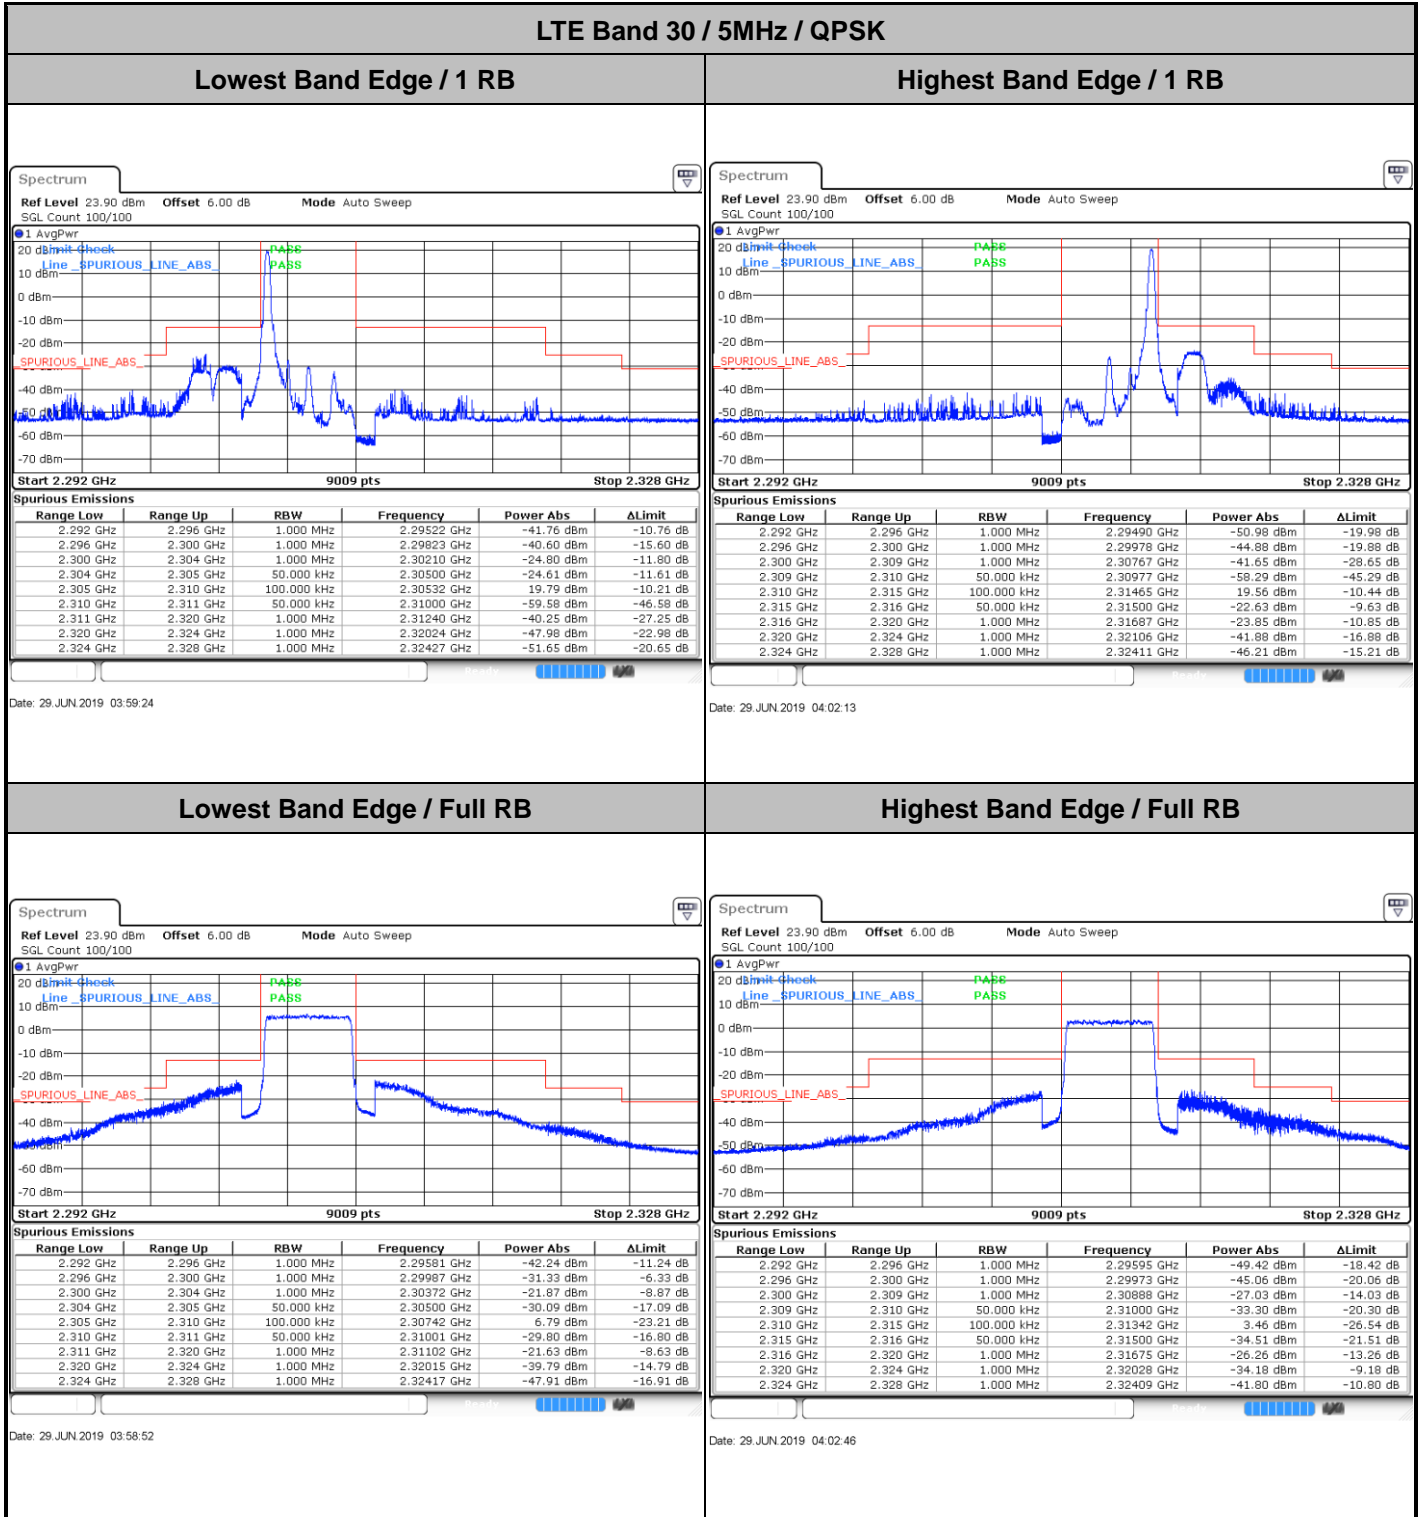 LTE Band 30 / 5MHz / QPSK
Lowest Band Edge / 1 RB
Highest Band Edge / 1 RB
Spectrum
Ref Level 23.90 dBm Offset 6.00 dB Mode Auto Sweep
SGL Count 100/100
1 AvgPwr
20 dBm Limit Check PASS
Line _SPURIOUS_LINE_ABS_ PASS
10 dBm
0 dBm
-10 dBm
-20 dBm
_SPURIOUS_LINE_ABS_
-40 dBm
-50 dBm
-60 dBm
-70 dBm
Start 2.292 GHz 9009 pts Stop 2.328 GHz
Spurious Emissions
Range Low Range Up RBW Frequency Power Abs ΔLimit
2.292 GHz 2.296 GHz 1.000 MHz 2.29522 GHz -41.76 dBm -10.76 dB
2.296 GHz 2.300 GHz 1.000 MHz 2.29823 GHz -40.60 dBm -15.60 dB
2.300 GHz 2.304 GHz 1.000 MHz 2.30210 GHz -24.80 dBm -11.80 dB
2.304 GHz 2.305 GHz 50.000 kHz 2.30500 GHz -24.61 dBm -11.61 dB
2.305 GHz 2.310 GHz 100.000 kHz 2.30532 GHz 19.79 dBm -10.21 dB
2.310 GHz 2.311 GHz 50.000 kHz 2.31000 GHz -59.58 dBm -46.58 dB
2.311 GHz 2.320 GHz 1.000 MHz 2.31240 GHz -40.25 dBm -27.25 dB
2.320 GHz 2.324 GHz 1.000 MHz 2.32024 GHz -47.98 dBm -22.98 dB
2.324 GHz 2.328 GHz 1.000 MHz 2.32427 GHz -51.65 dBm -20.65 dB
Ready
Date: 29.JUN.2019 03:59:24
Spectrum
Ref Level 23.90 dBm Offset 6.00 dB Mode Auto Sweep
SGL Count 100/100
1 AvgPwr
20 dBm Limit Check PASS
Line _SPURIOUS_LINE_ABS_ PASS
10 dBm
0 dBm
-10 dBm
-20 dBm
_SPURIOUS_LINE_ABS_
-40 dBm
-50 dBm
-60 dBm
-70 dBm
Start 2.292 GHz 9009 pts Stop 2.328 GHz
Spurious Emissions
Range Low Range Up RBW Frequency Power Abs ΔLimit
2.292 GHz 2.296 GHz 1.000 MHz 2.29490 GHz -50.98 dBm -19.98 dB
2.296 GHz 2.300 GHz 1.000 MHz 2.29978 GHz -44.88 dBm -19.88 dB
2.300 GHz 2.309 GHz 1.000 MHz 2.30767 GHz -41.65 dBm -28.65 dB
2.309 GHz 2.310 GHz 50.000 kHz 2.30977 GHz -58.29 dBm -45.29 dB
2.310 GHz 2.315 GHz 100.000 kHz 2.31465 GHz 19.56 dBm -10.44 dB
2.315 GHz 2.316 GHz 50.000 kHz 2.31500 GHz -22.63 dBm -9.63 dB
2.316 GHz 2.320 GHz 1.000 MHz 2.31687 GHz -23.85 dBm -10.85 dB
2.320 GHz 2.324 GHz 1.000 MHz 2.32106 GHz -41.88 dBm -16.88 dB
2.324 GHz 2.328 GHz 1.000 MHz 2.32411 GHz -46.21 dBm -15.21 dB
Ready
Date: 29.JUN.2019 04:02:13
Lowest Band Edge / Full RB
Highest Band Edge / Full RB
Spectrum
Ref Level 23.90 dBm Offset 6.00 dB Mode Auto Sweep
SGL Count 100/100
1 AvgPwr
20 dBm Limit Check PASS
Line _SPURIOUS_LINE_ABS_ PASS
10 dBm
0 dBm
-10 dBm
-20 dBm
_SPURIOUS_LINE_ABS_
-40 dBm
-50 dBm
-60 dBm
-70 dBm
Start 2.292 GHz 9009 pts Stop 2.328 GHz
Spurious Emissions
Range Low Range Up RBW Frequency Power Abs ΔLimit
2.292 GHz 2.296 GHz 1.000 MHz 2.29581 GHz -42.24 dBm -11.24 dB
2.296 GHz 2.300 GHz 1.000 MHz 2.29987 GHz -31.33 dBm -6.33 dB
2.300 GHz 2.304 GHz 1.000 MHz 2.30372 GHz -21.87 dBm -8.87 dB
2.304 GHz 2.305 GHz 50.000 kHz 2.30500 GHz -30.09 dBm -17.09 dB
2.305 GHz 2.310 GHz 100.000 kHz 2.30742 GHz 6.79 dBm -23.21 dB
2.310 GHz 2.311 GHz 50.000 kHz 2.31001 GHz -29.80 dBm -16.80 dB
2.311 GHz 2.320 GHz 1.000 MHz 2.31102 GHz -21.63 dBm -8.63 dB
2.320 GHz 2.324 GHz 1.000 MHz 2.32015 GHz -39.79 dBm -14.79 dB
2.324 GHz 2.328 GHz 1.000 MHz 2.32417 GHz -47.91 dBm -16.91 dB
Ready
Date: 29.JUN.2019 03:58:52
Spectrum
Ref Level 23.90 dBm Offset 6.00 dB Mode Auto Sweep
SGL Count 100/100
1 AvgPwr
20 dBm Limit Check PASS
Line _SPURIOUS_LINE_ABS_ PASS
10 dBm
0 dBm
-10 dBm
-20 dBm
_SPURIOUS_LINE_ABS_
-40 dBm
-50 dBm
-60 dBm
-70 dBm
Start 2.292 GHz 9009 pts Stop 2.328 GHz
Spurious Emissions
Range Low Range Up RBW Frequency Power Abs ΔLimit
2.292 GHz 2.296 GHz 1.000 MHz 2.29595 GHz -49.42 dBm -18.42 dB
2.296 GHz 2.300 GHz 1.000 MHz 2.29973 GHz -45.06 dBm -20.06 dB
2.300 GHz 2.309 GHz 1.000 MHz 2.30888 GHz -27.03 dBm -14.03 dB
2.309 GHz 2.310 GHz 50.000 kHz 2.31000 GHz -33.30 dBm -20.30 dB
2.310 GHz 2.315 GHz 100.000 kHz 2.31342 GHz 3.46 dBm -26.54 dB
2.315 GHz 2.316 GHz 50.000 kHz 2.31500 GHz -34.51 dBm -21.51 dB
2.316 GHz 2.320 GHz 1.000 MHz 2.31675 GHz -26.26 dBm -13.26 dB
2.320 GHz 2.324 GHz 1.000 MHz 2.32028 GHz -34.18 dBm -9.18 dB
2.324 GHz 2.328 GHz 1.000 MHz 2.32409 GHz -41.80 dBm -10.80 dB
Ready
Date: 29.JUN.2019 04:02:46